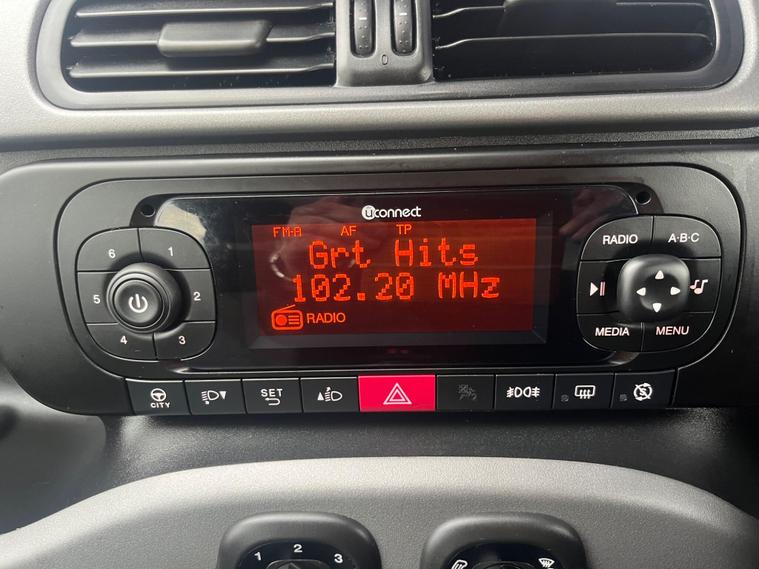 0
uconnect
FM-A AF TP
Grt Hits
102.20 MHz
RADIO
6 1
5 2
4 3
RADIO A·B·C
MEDIA MENU
CITY
SET
1 2 3